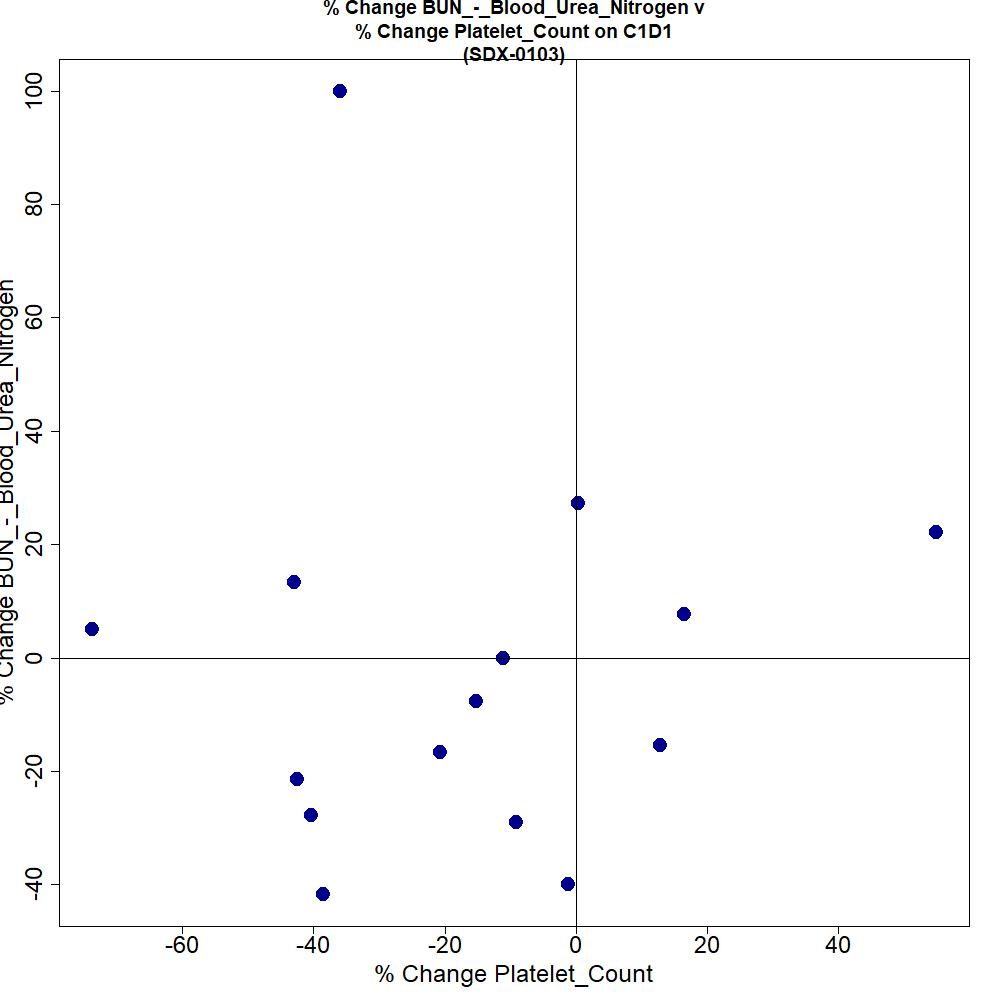 % Change BUN_-_Blood_Urea_Nitrogen v
% Change Platelet_Count on C1D1
(SDX-0103)
% Change BUN_-_Blood_Urea_Nitrogen
100
80
60
40
20
0
-20
-40
-60
-40
-20
0
20
40
% Change Platelet_Count